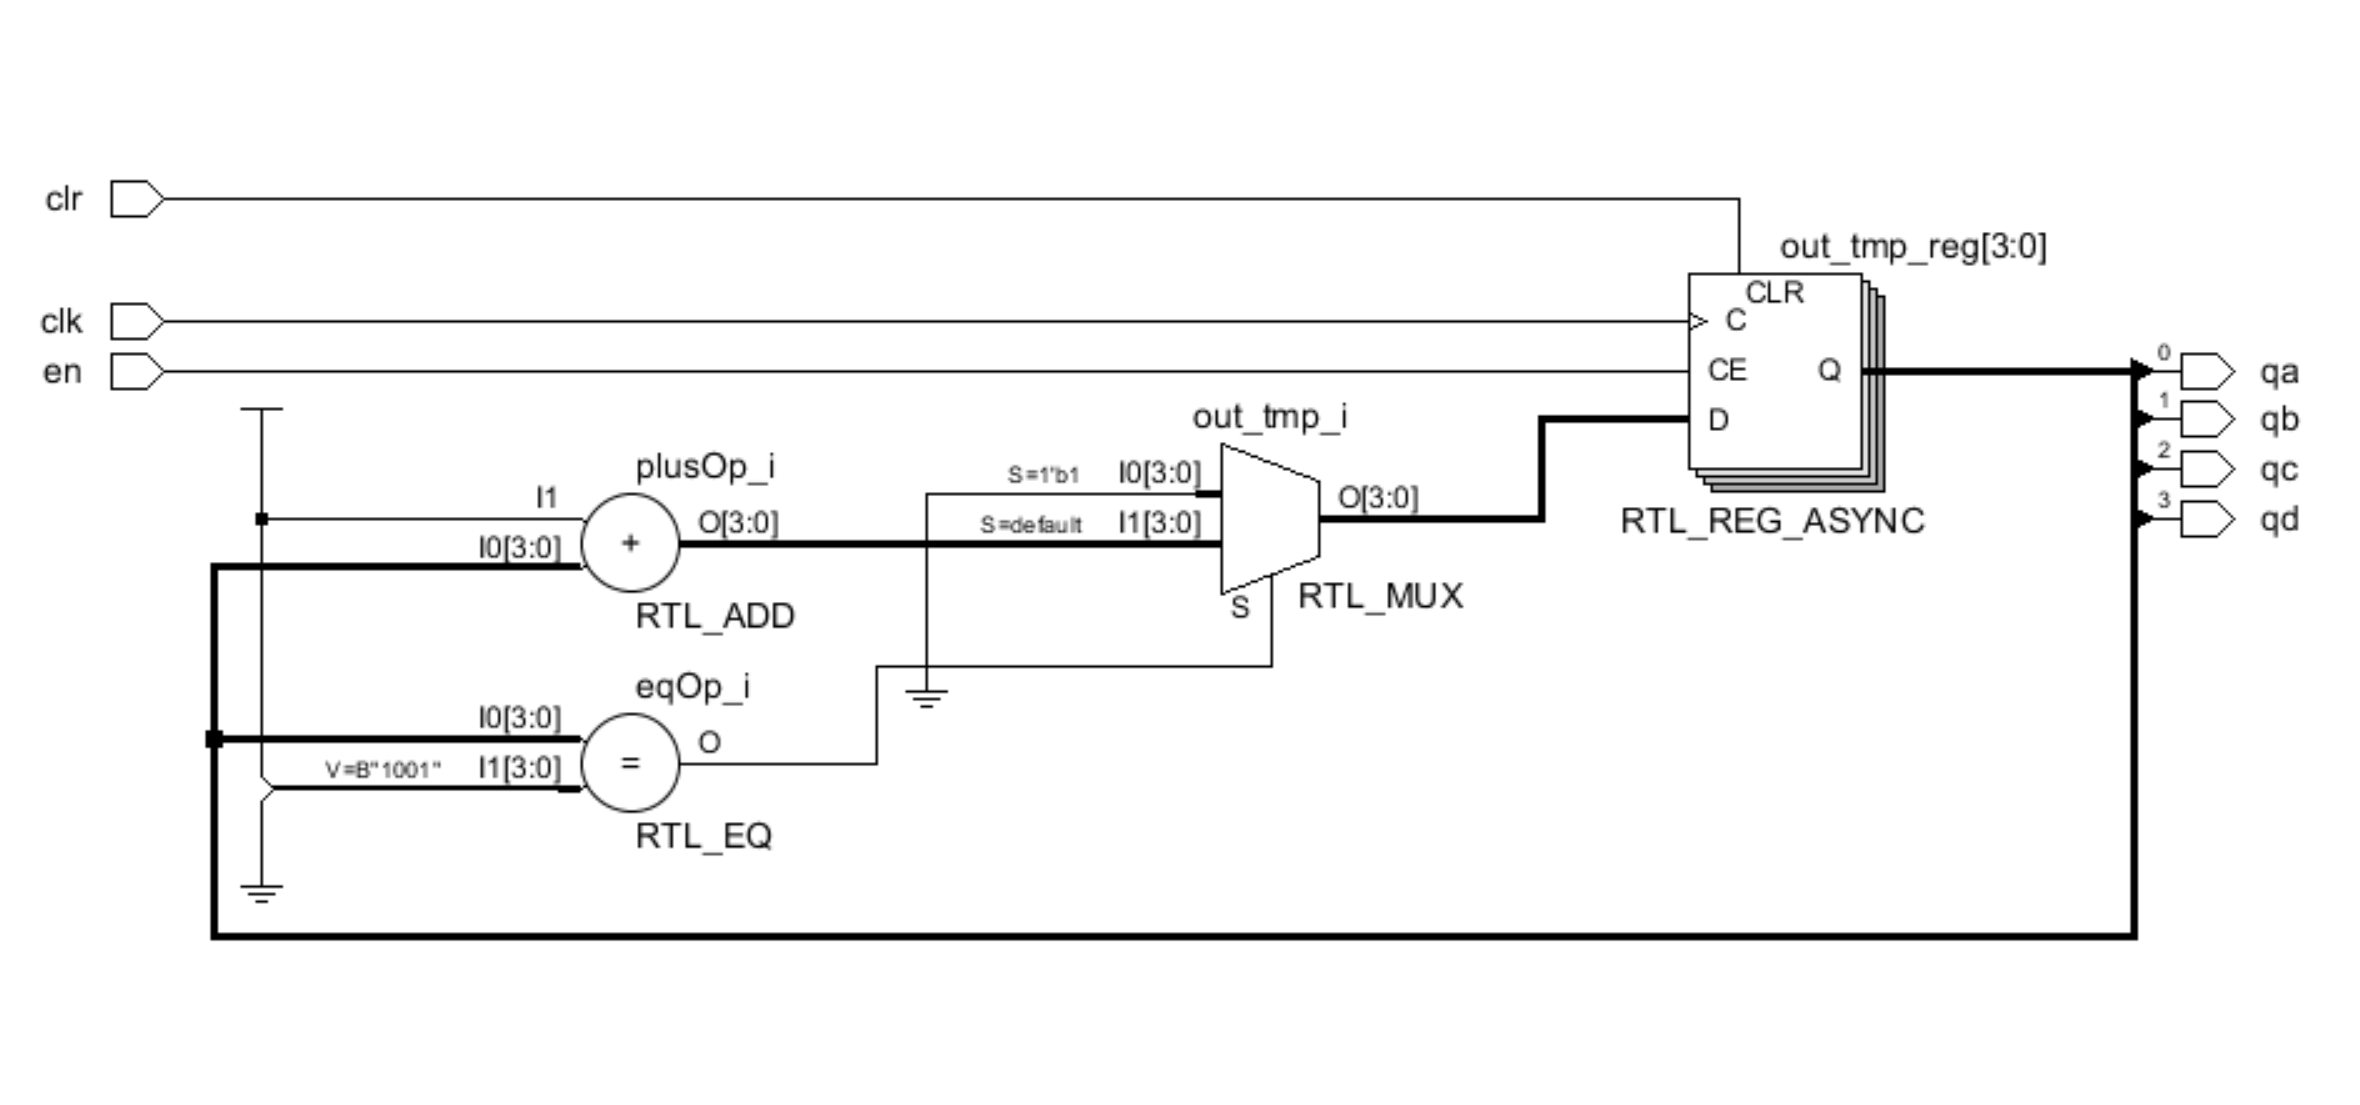 clr
out_tmp_reg[3:0]
CLR
clk
C
en
CE
Q
0
qa
D
1
qb
2
qc
3
qd
RTL_REG_ASYNC
out_tmp_i
S=1'b1
I0[3:0]
S=default
I1[3:0]
O[3:0]
S
RTL_MUX
plusOp_i
I1
I0[3:0]
+
O[3:0]
RTL_ADD
eqOp_i
I0[3:0]
V=B"1001"
I1[3:0]
=
O
RTL_EQ